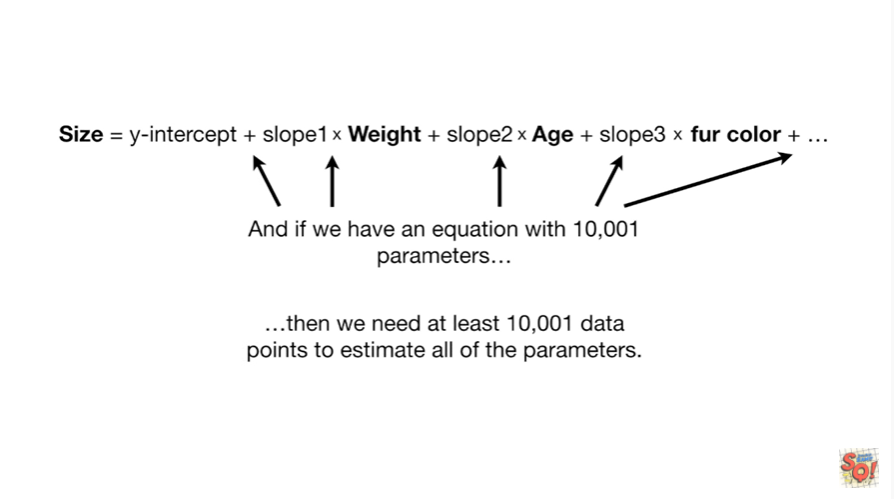 Size = y-intercept + slope1 x Weight + slope2 x Age + slope3 x fur color + …
And if we have an equation with 10,001
parameters…
…then we need at least 10,001 data
points to estimate all of the parameters.
SQ!